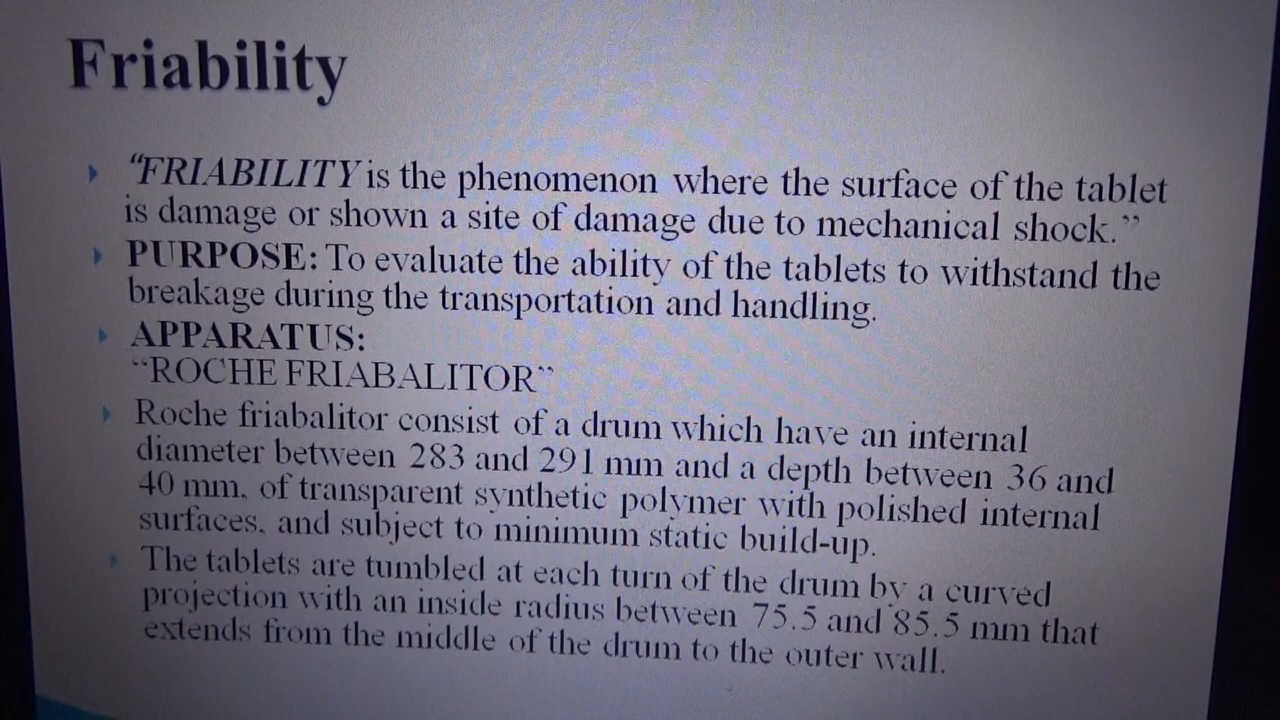 Friability
“FRIABILITY is the phenomenon where the surface of the tablet
is damage or shown a site of damage due to mechanical shock.”
PURPOSE: To evaluate the ability of the tablets to withstand the
breakage during the transportation and handling.
APPARATUS:
“ROCHE FRIABALITOR”
Roche friabalitor consist of a drum which have an internal
diameter between 283 and 291 mm and a depth between 36 and
40 mm. of transparent synthetic polymer with polished internal
surfaces. and subject to minimum static build-up.
The tablets are tumbled at each turn of the drum by a curved
projection with an inside radius between 75.5 and 85.5 mm that
extends from the middle of the drum to the outer wall.